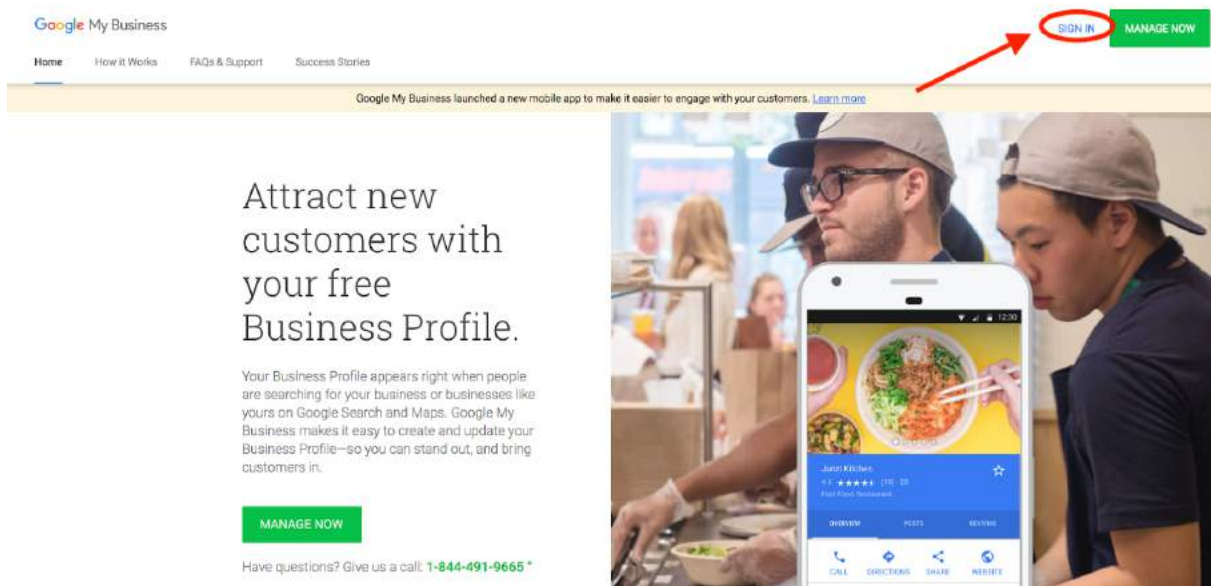 Google My Business
SIGN IN
MANAGE NOW
Home
How it Works
FAQs & Support
Success Stories
Google My Business launched a new mobile app to make it easier to engage with your customers. Learn more
Attract new
customers with
your free
Business Profile.
Your Business Profile appears right when people
are searching for your business or businesses like
yours on Google Search and Maps. Google My
Business makes it easy to create and update your
Business Profile—so you can stand out, and bring
customers in.
MANAGE NOW
Have questions? Give us a call: 1-844-491-9665 *
12:30
Junzi Kitchen
Fast Food Restaurant
OVERVIEW
POSTS
REVIEWS
CALL
DIRECTIONS
SHARE
WEBSITE